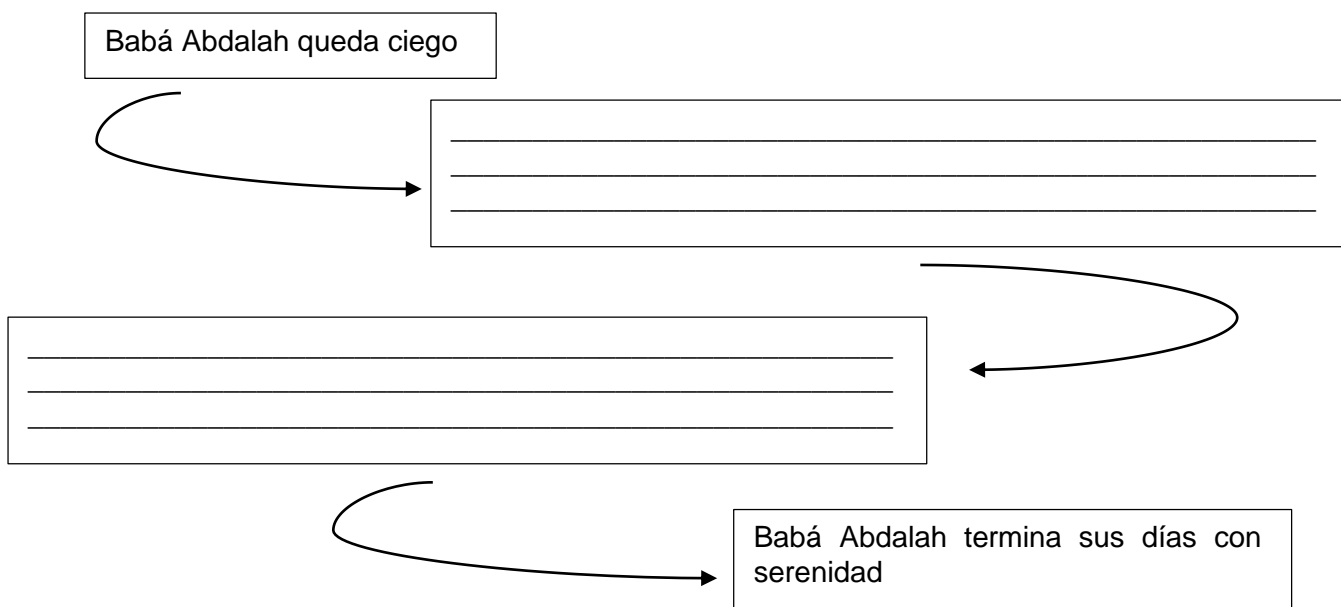 Babá Abdalah queda ciego
Babá Abdalah termina sus días con
serenidad